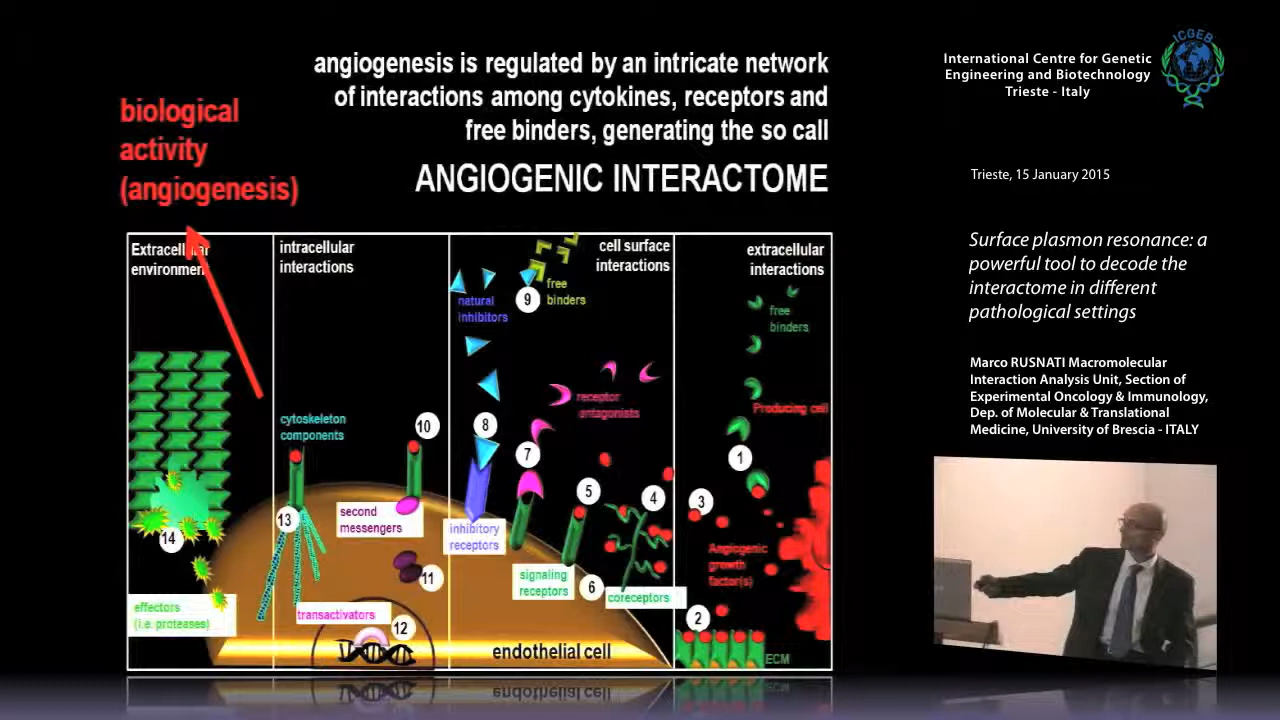 angiogenesis is regulated by an intricate network
of interactions among cytokines, receptors and
free binders, generating the so call
ANGIOGENIC INTERACTOME
biological
activity
(angiogenesis)
Extracellular
environment
intracellular
interactions
cell surface
interactions
extracellular
interactions
natural
inhibitors
9
free
binders
free
binders
receptor
antagonists
Producing cell
cytoskeleton
components
10
8
7
1
5
4
3
second
messengers
13
14
inhibitory
receptors
Angiogenic
growth
factor(s)
11
signaling
receptors
6
coreceptors
effectors
(i.e. proteases)
transactivators
12
2
endothelial cell
ECM
endothelial cell
ECM
ICGEB
International Centre for Genetic
Engineering and Biotechnology
Trieste - Italy
Trieste, 15 January 2015
Surface plasmon resonance: a
powerful tool to decode the
interactome in different
pathological settings
Marco RUSNATI Macromolecular
Interaction Analysis Unit, Section of
Experimental Oncology & Immunology,
Dep. of Molecular & Translational
Medicine, University of Brescia - ITALY